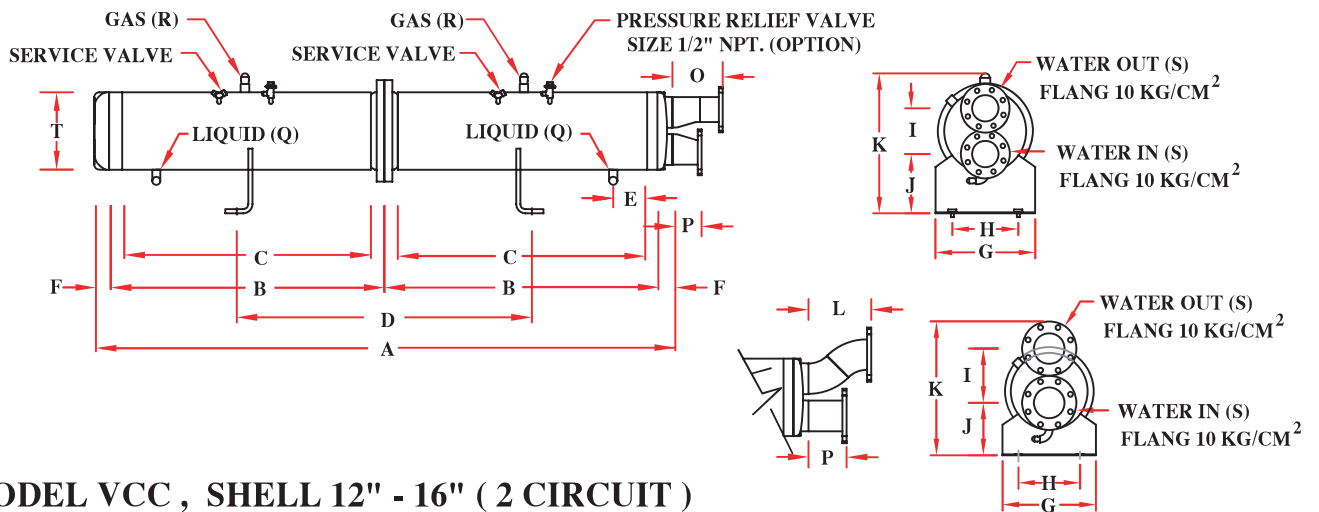 GAS (R)
GAS (R)
PRESSURE RELIEF VALVE
SIZE 1/2" NPT. (OPTION)
SERVICE VALVE
SERVICE VALVE
O
T
LIQUID (Q)
LIQUID (Q)
E
P
C
C
F
B
B
F
D
A
WATER OUT (S)
FLANG 10 KG/CM²
K
I
WATER IN (S)
FLANG 10 KG/CM²
J
H
G
L
P
WATER OUT (S)
FLANG 10 KG/CM²
K
I
WATER IN (S)
FLANG 10 KG/CM²
J
H
G
ODEL VCC , SHELL 12" - 16" ( 2 CIRCUIT )